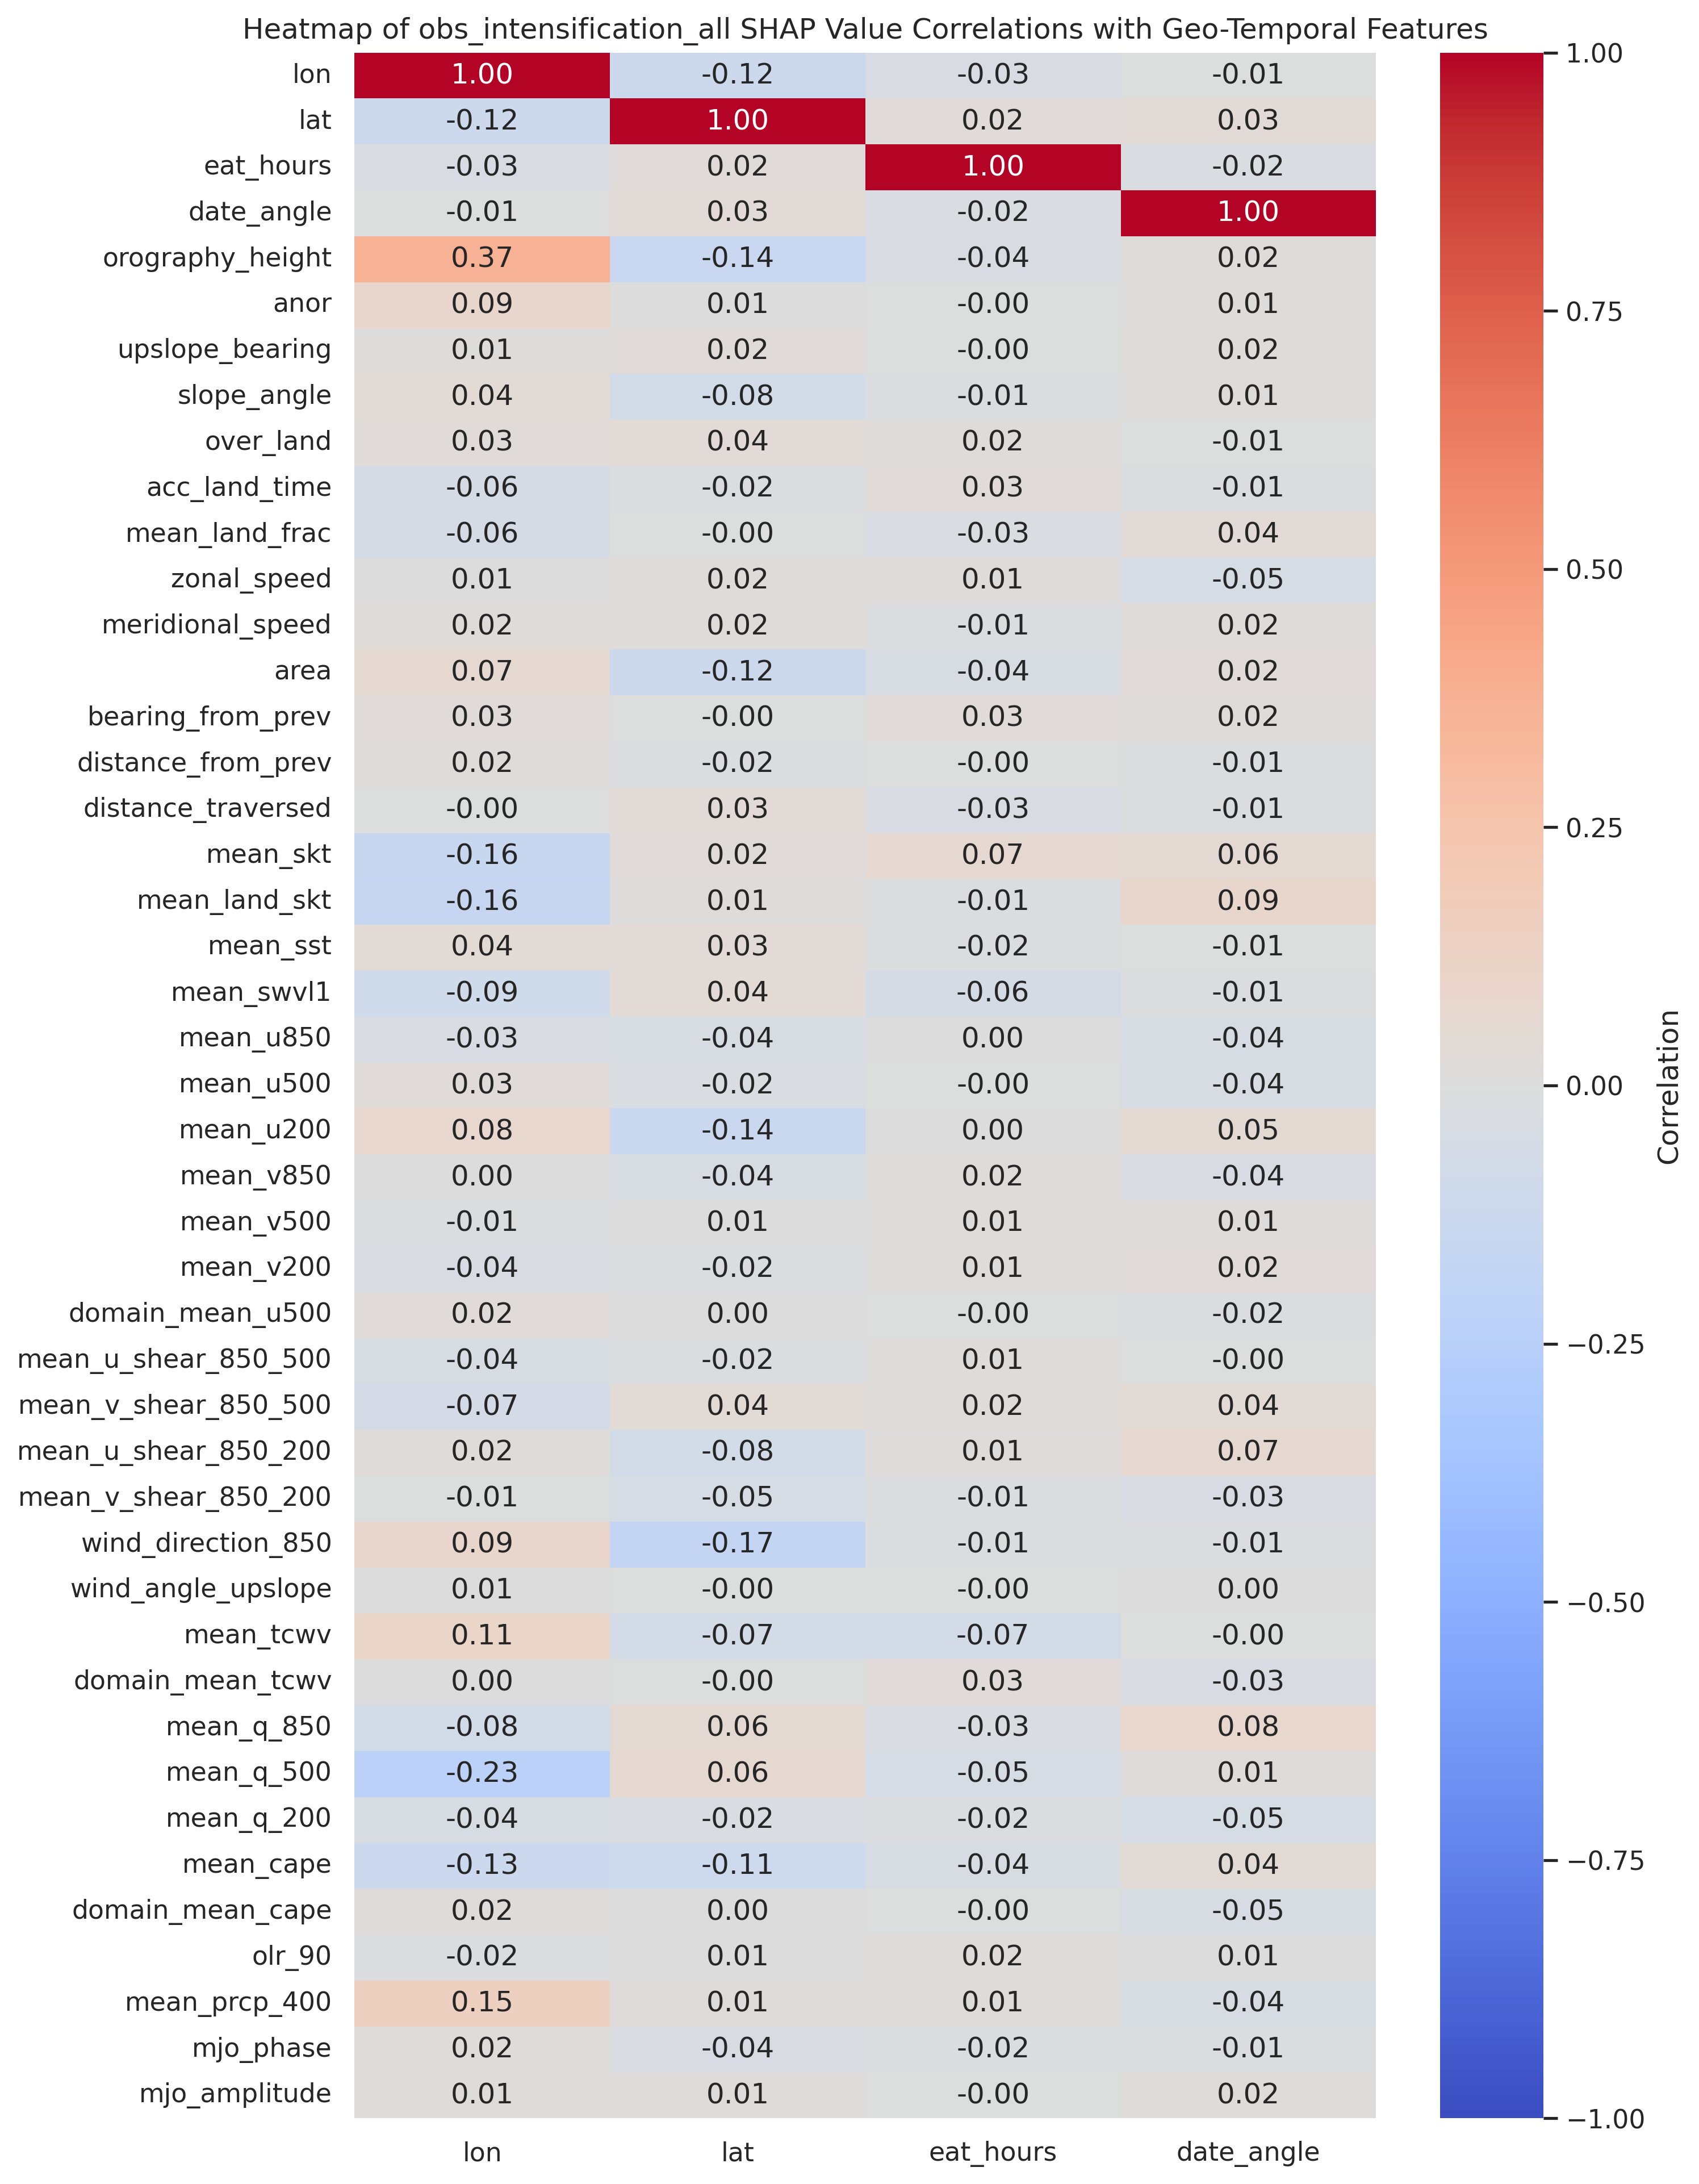 Heatmap of obs_intensification_all SHAP Value Correlations with Geo-Temporal Features
lon 1.00 -0.12 -0.03 -0.01
lat -0.12 1.00 0.02 0.03
eat_hours -0.03 0.02 1.00 -0.02
date_angle -0.01 0.03 -0.02 1.00
orography_height 0.37 -0.14 -0.04 0.02
anor 0.09 0.01 -0.00 0.01
upslope_bearing 0.01 0.02 -0.00 0.02
slope_angle 0.04 -0.08 -0.01 0.01
over_land 0.03 0.04 0.02 -0.01
acc_land_time -0.06 -0.02 0.03 -0.01
mean_land_frac -0.06 -0.00 -0.03 0.04
zonal_speed 0.01 0.02 0.01 -0.05
meridional_speed 0.02 0.02 -0.01 0.02
area 0.07 -0.12 -0.04 0.02
bearing_from_prev 0.03 -0.00 0.03 0.02
distance_from_prev 0.02 -0.02 -0.00 -0.01
distance_traversed -0.00 0.03 -0.03 -0.01
mean_skt -0.16 0.02 0.07 0.06
mean_land_skt -0.16 0.01 -0.01 0.09
mean_sst 0.04 0.03 -0.02 -0.01
mean_swvl1 -0.09 0.04 -0.06 -0.01
mean_u850 -0.03 -0.04 0.00 -0.04
mean_u500 0.03 -0.02 -0.00 -0.04
mean_u200 0.08 -0.14 0.00 0.05
mean_v850 0.00 -0.04 0.02 -0.04
mean_v500 -0.01 0.01 0.01 0.01
mean_v200 -0.04 -0.02 0.01 0.02
domain_mean_u500 0.02 0.00 -0.00 -0.02
mean_u_shear_850_500 -0.04 -0.02 0.01 -0.00
mean_v_shear_850_500 -0.07 0.04 0.02 0.04
mean_u_shear_850_200 0.02 -0.08 0.01 0.07
mean_v_shear_850_200 -0.01 -0.05 -0.01 -0.03
wind_direction_850 0.09 -0.17 -0.01 -0.01
wind_angle_upslope 0.01 -0.00 -0.00 0.00
mean_tcwv 0.11 -0.07 -0.07 -0.00
domain_mean_tcwv 0.00 -0.00 0.03 -0.03
mean_q_850 -0.08 0.06 -0.03 0.08
mean_q_500 -0.23 0.06 -0.05 0.01
mean_q_200 -0.04 -0.02 -0.02 -0.05
mean_cape -0.13 -0.11 -0.04 0.04
domain_mean_cape 0.02 0.00 -0.00 -0.05
olr_90 -0.02 0.01 0.02 0.01
mean_prcp_400 0.15 0.01 0.01 -0.04
mjo_phase 0.02 -0.04 -0.02 -0.01
mjo_amplitude 0.01 0.01 -0.00 0.02
lon lat eat_hours date_angle
1.00
0.75
0.50
0.25
0.00
−0.25
−0.50
−0.75
−1.00
Correlation